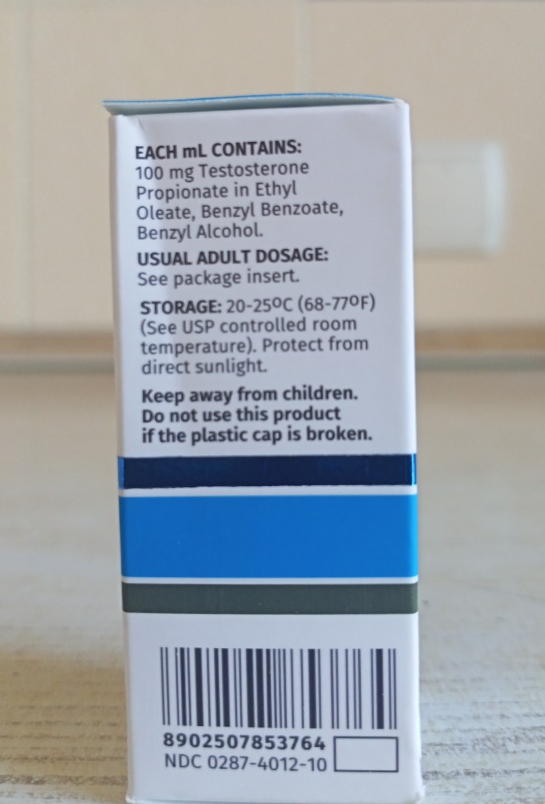 EACH mL CONTAINS:
100 mg Testosterone
Propionate in Ethyl
Oleate, Benzyl Benzoate,
Benzyl Alcohol.
USUAL ADULT DOSAGE:
See package insert.
STORAGE: 20-25ºC (68-77ºF)
(See USP controlled room
temperature). Protect from
direct sunlight.
Keep away from children.
Do not use this product
if the plastic cap is broken.
8902507853764
NDC 0287-4012-10